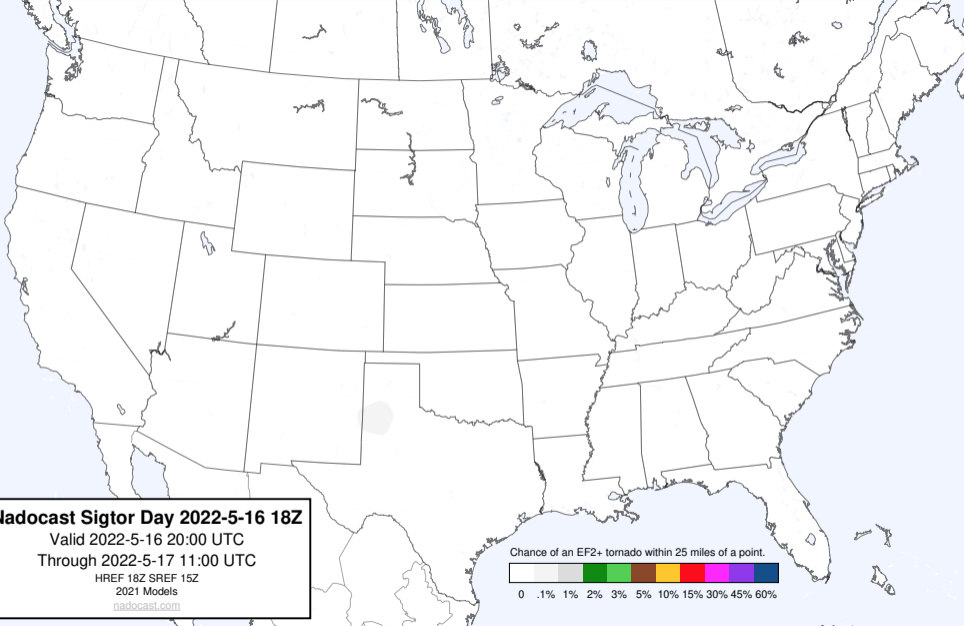 Nadocast Sigtor Day 2022-5-16 18Z
Valid 2022-5-16 20:00 UTC
Through 2022-5-17 11:00 UTC
HREF 18Z SREF 15Z
2021 Models
nadocast.com
Chance of an EF2+ tornado within 25 miles of a point.
0 .1% 1% 2% 3% 5% 10% 15% 30% 45% 60%